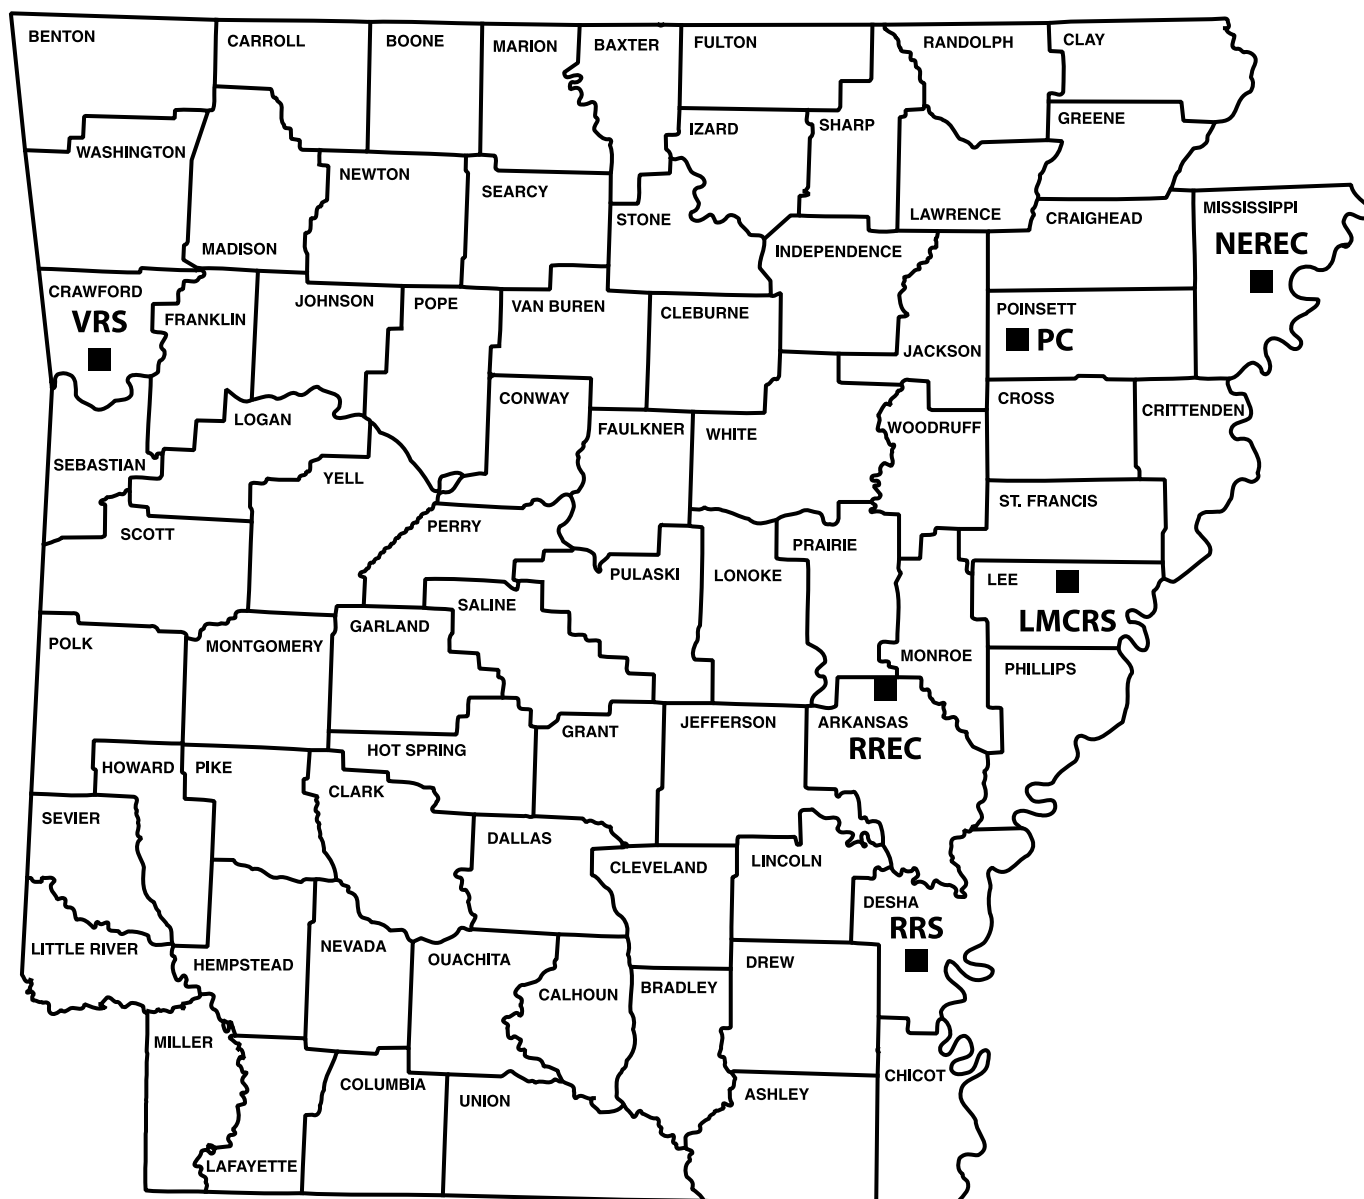 BENTON
CARROLL
BOONE
MARION
BAXTER
FULTON
RANDOLPH
CLAY
WASHINGTON
IZARD
SHARP
GREENE
NEWTON
SEARCY
STONE
LAWRENCE
CRAIGHEAD
MISSISSIPPI
NEREC
MADISON
INDEPENDENCE
CRAWFORD
VRS
FRANKLIN
JOHNSON
POPE
VAN BUREN
CLEBURNE
JACKSON
POINSETT
PC
LOGAN
CONWAY
FAULKNER
WHITE
WOODRUFF
CROSS
CRITTENDEN
SEBASTIAN
YELL
ST. FRANCIS
SCOTT
PERRY
PULASKI
LONOKE
PRAIRIE
LEE
LMCRS
POLK
MONTGOMERY
GARLAND
SALINE
MONROE
PHILLIPS
HOT SPRING
GRANT
JEFFERSON
ARKANSAS
RREC
HOWARD
PIKE
CLARK
SEVIER
DALLAS
CLEVELAND
LINCOLN
DESHA
RRS
LITTLE RIVER
HEMPSTEAD
NEVADA
OUACHITA
CALHOUN
BRADLEY
DREW
MILLER
COLUMBIA
UNION
ASHLEY
CHICOT
LAFAYETTE